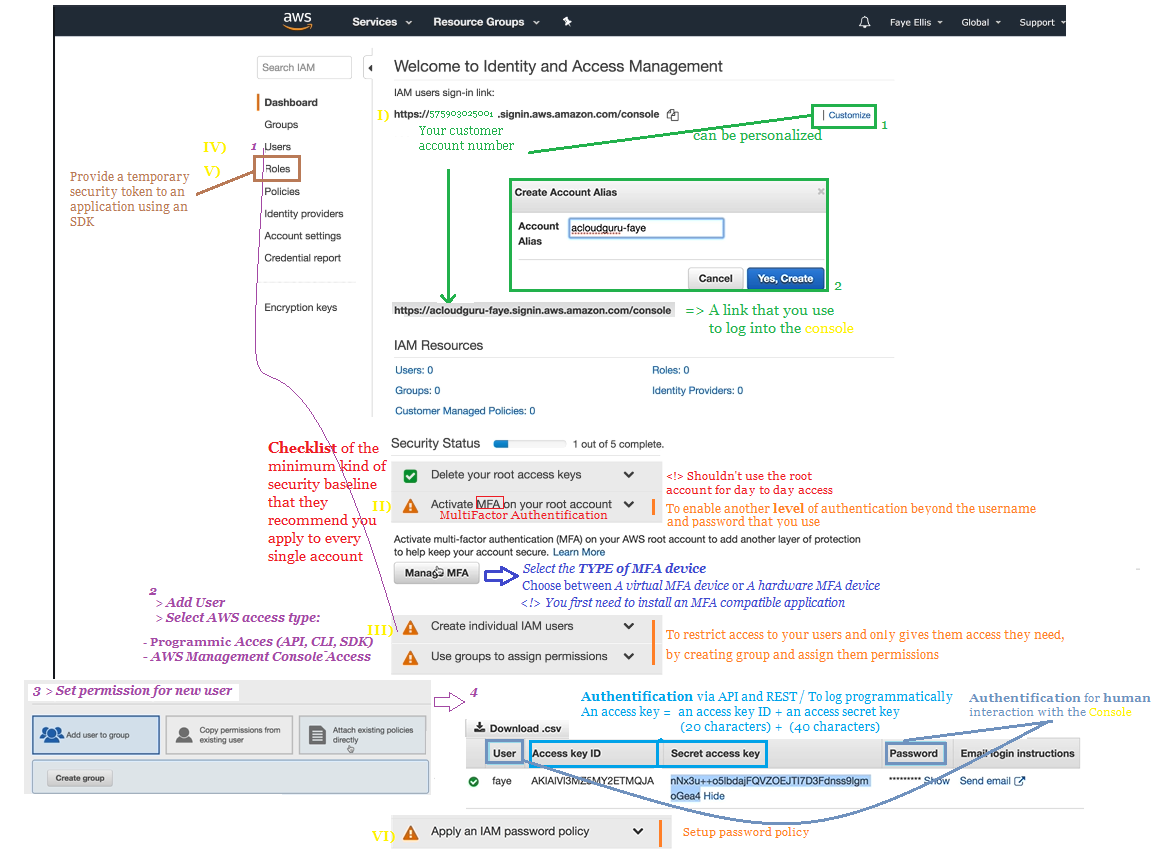 aws
Services
Resource Groups
Faye Ellis
Global
Support
Search IAM
Dashboard
Groups
IV) 1 Users
V) Roles
Policies
Identity providers
Account settings
Credential report
Encryption keys
Provide a temporary
security token to an
application using an
SDK
Welcome to Identity and Access Management
IAM users sign-in link:
I) https://575903025001 .signin.aws.amazon.com/console
Customize
1
Your customer
account number
can be personalized
Create Account Alias
×
Account
Alias
acloudguru-faye
Cancel
Yes, Create
2
https://acloudguru-faye.signin.aws.amazon.com/console
=> A link that you use
to log into the console
IAM Resources
Users: 0
Roles: 0
Groups: 0
Identity Providers: 0
Customer Managed Policies: 0
Security Status
1 out of 5 complete.
Checklist of the
minimum kind of
security baseline
that they
recommend you
apply to every
single account
Delete your root access keys
<!> Shouldn't use the root
account for day to day access
II) Activate MFA on your root account
MultiFactor Authentification
To enable another level of authentication beyond the username
and password that you use
Activate multi-factor authentication (MFA) on your AWS root account to add another layer of protection
to help keep your account secure. Learn More
Manage MFA
Select the TYPE of MFA device
Choose between A virtual MFA device or A hardware MFA device
<!> You first need to install an MFA compatible application
2
> Add User
> Select AWS access type:
- Programmic Acces (API, CLI, SDK)
- AWS Management Console Access
III) Create individual IAM users
Use groups to assign permissions
To restrict access to your users and only gives them access they need,
by creating group and assign them permissions
3 > Set permission for new user
Add user to group
Copy permissions from
existing user
Attach existing policies
directly
Create group
4
Authentification via API and REST / To log programmatically
An access key = an access key ID + an access secret key
(20 characters) + (40 characters)
Authentification for human
interaction with the Console
Download .csv
User
Access key ID
Secret access key
Password
Email login instructions
faye
AKIAIVI3MZ5MY2ETMQJA
nNx3u++o5lbdajFQVZOEJTI7D3Fdnss9lgm
oGea4 Hide
********* Show
Send email
VI) Apply an IAM password policy
Setup password policy